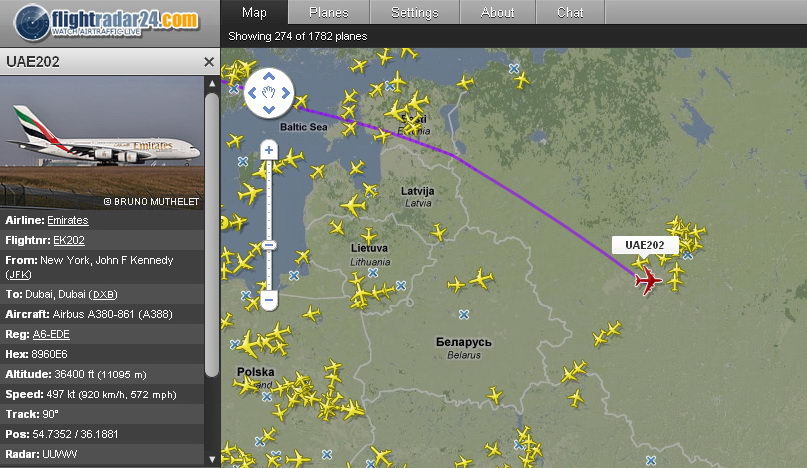 flightradar24.com
WATCH AIRTRAFFIC LIVE
Map
Planes
Settings
About
Chat
Showing 274 of 1782 planes
UAE202
Emirates
© BRUNO MUTHELET
Airline: Emirates
Flightnr: EK202
From: New York, John F Kennedy
(JFK)
To: Dubai, Dubai (DXB)
Aircraft: Airbus A380-861 (A388)
Reg: A6-EDE
Hex: 8960E6
Altitude: 36400 ft (11095 m)
Speed: 497 kt (920 km/h, 572 mph)
Track: 90°
Pos: 54.7352 / 36.1881
Radar: UUWW
Baltic Sea
Eesti
Estonia
Latvija
Latvia
Lietuva
Lithuania
UAE202
Беларусь
Belarus
Polska